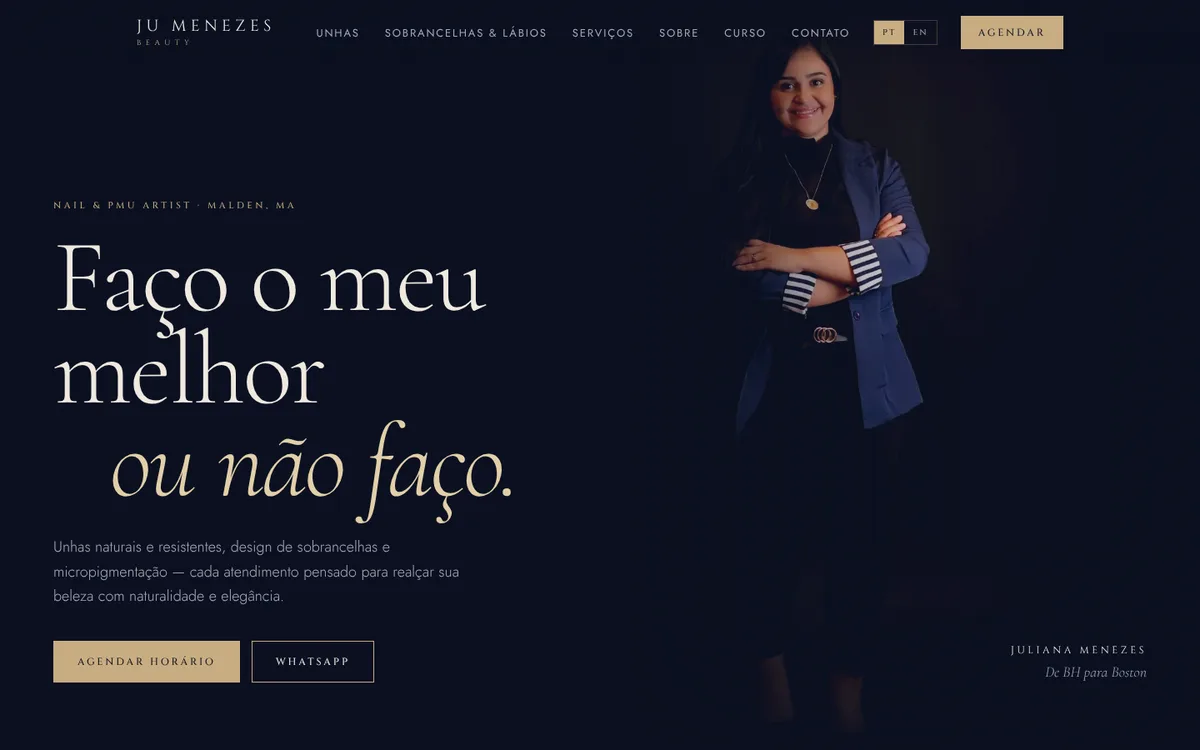 JU MENEZES
BEAUTY
UNHAS
SOBRANCELHAS & LÁBIOS
SERVIÇOS
SOBRE
CURSO
CONTATO
PT
EN
AGENDAR
NAIL & PMU ARTIST · MALDEN, MA
Faço o meu
melhor
ou não faço.
Unhas naturais e resistentes, design de sobrancelhas e
micropigmentação — cada atendimento pensado para realçar sua
beleza com naturalidade e elegância.
AGENDAR HORÁRIO
WHATSAPP
JULIANA MENEZES
De BH para Boston